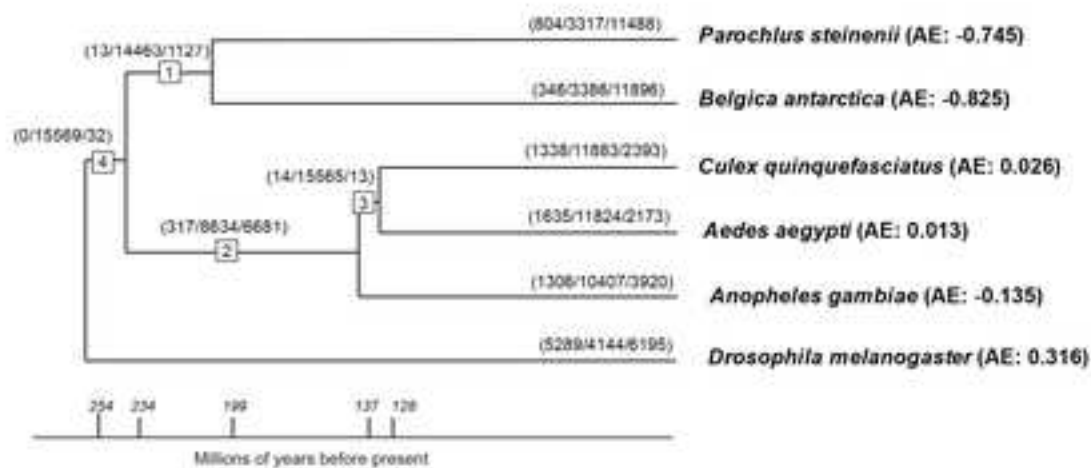 (804/3317/11488)
Parochlus steinenii (AE: -0.745)
(13/14463/1127)
1
(346/3386/11896)
Belgica antarctica (AE: -0.825)
(0/15569/32)
4
(1338/11883/2393)
Culex quinquefasciatus (AE: 0.026)
(14/15565/13)
3
(1635/11824/2173)
Aedes aegypti (AE: 0.013)
(317/8634/6681)
2
(1306/10407/3920)
Anopheles gambiae (AE: -0.135)
(5289/4144/6195)
Drosophila melanogaster (AE: 0.316)
254 234 199 137 128
Millions of years before present